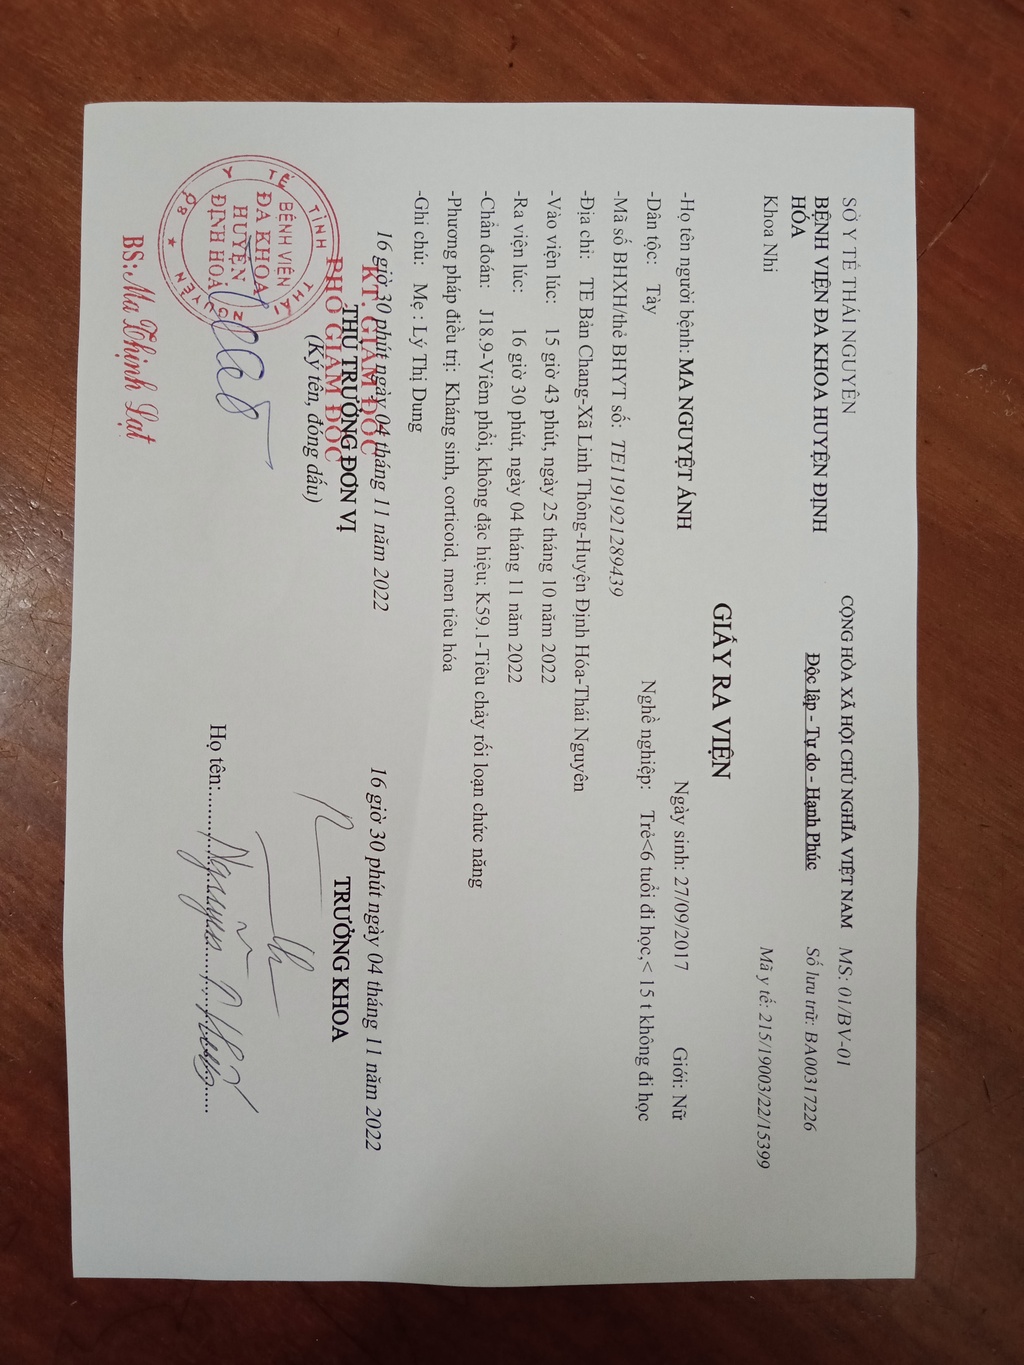 SỞ Y TẾ THÁI NGUYÊN
BỆNH VIỆN ĐA KHOA HUYỆN ĐỊNH
HÓA
Khoa Nhi
CỘNG HÒA XÃ HỘI CHỦ NGHĨA VIỆT NAM
Độc lập - Tự do - Hạnh Phúc
MS: 01/BV-01
Số lưu trữ: BA00317226
Mã y tế: 215/19003/22/15399
GIẤY RA VIỆN
-Họ tên người bệnh: MA NGUYỆT ÁNH Ngày sinh: 27/09/2017 Giới: Nữ
-Dân tộc: Tày Nghề nghiệp: Trẻ<6 tuổi đi học,< 15 t không đi học
-Mã số BHXH/thẻ BHYT số: TE1191921289439
-Địa chỉ: TE Bản Chang-Xã Linh Thông-Huyện Định Hóa-Thái Nguyên
-Vào viện lúc: 15 giờ 43 phút, ngày 25 tháng 10 năm 2022
-Ra viện lúc: 16 giờ 30 phút, ngày 04 tháng 11 năm 2022
-Chẩn đoán: J18.9-Viêm phổi, không đặc hiệu; K59.1-Tiêu chảy rối loạn chức năng
-Phương pháp điều trị: Kháng sinh, corticoid, men tiêu hóa
-Ghi chú: Mẹ : Lý Thị Dung
16 giờ 30 phút ngày 04 tháng 11 năm 2022
KT. GIÁM ĐỐC
THỦ TRƯỞNG ĐƠN VỊ
PHÓ GIÁM ĐỐC
(Ký tên, đóng dấu)
SỞ Y TẾ TỈNH THÁI NGUYÊN
BỆNH VIỆN
ĐA KHOA
HUYỆN
ĐỊNH HOÁ
BS: Ma Thịnh Đạt
16 giờ 30 phút ngày 04 tháng 11 năm 2022
TRƯỞNG KHOA
Họ tên: Nguyễn